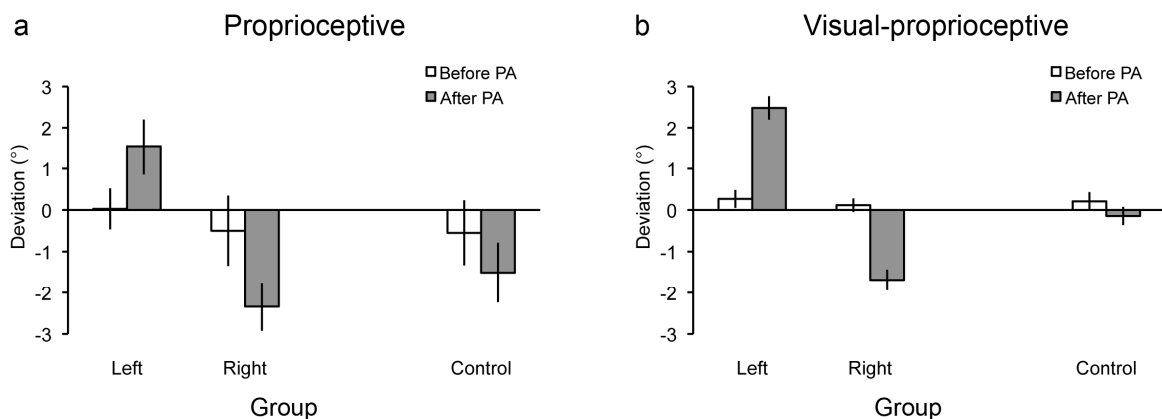 a
Proprioceptive
Before PA
After PA
Deviation (°)
3
2
1
0
-1
-2
-3
Left Right Control
Group
b
Visual-proprioceptive
Before PA
After PA
Deviation (°)
3
2
1
0
-1
-2
-3
Left Right Control
Group